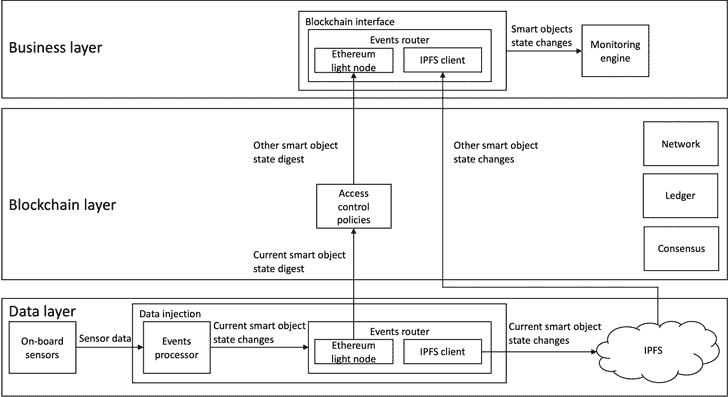 Business layer
Blockchain interface
Events router
Ethereum
light node
IPFS client
Smart objects
state changes
Monitoring
engine
Blockchain layer
Other smart object
state digest
Other smart object
state changes
Access
control
policies
Current smart object
state digest
Network
Ledger
Consensus
Data layer
On-board
sensors
Sensor data
Data injection
Events
processor
Current smart object
state changes
Events router
Ethereum
light node
IPFS client
Current smart object
state changes
IPFS